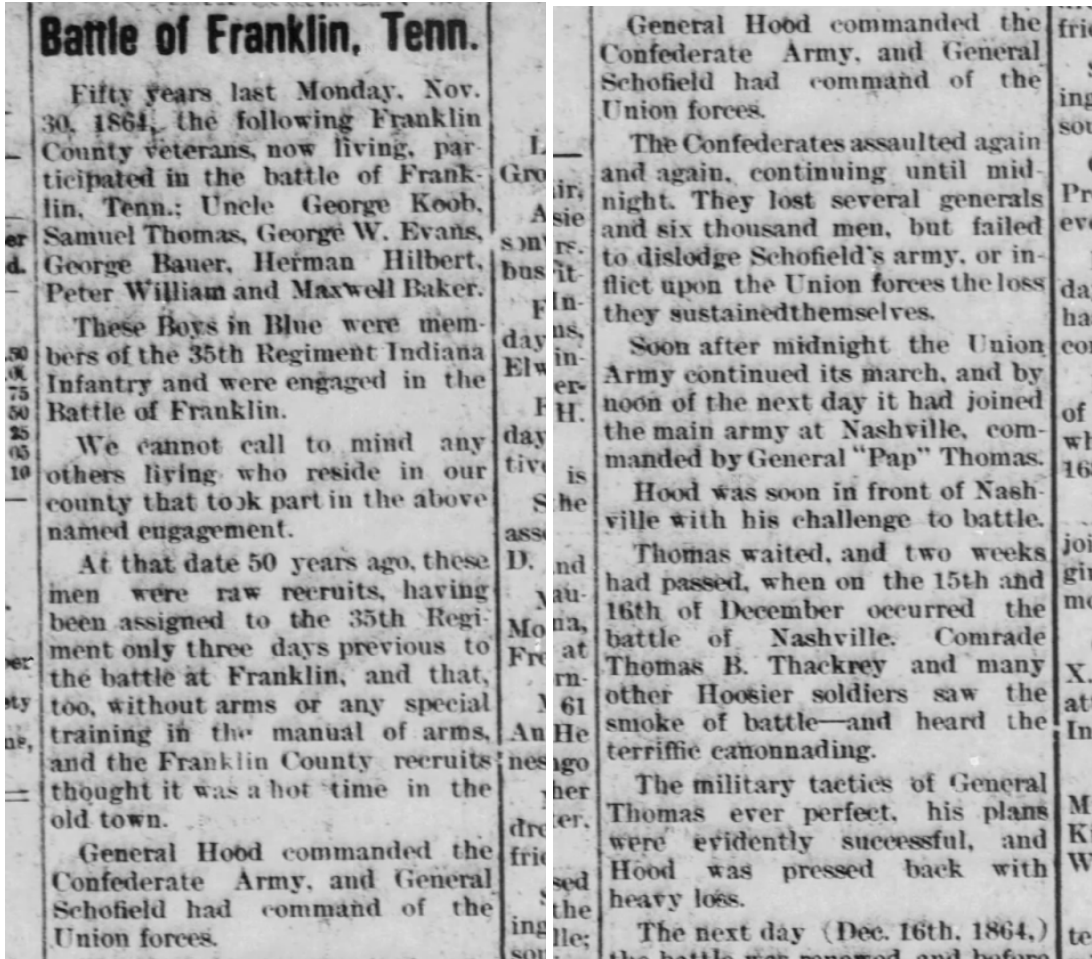 Battle of Franklin, Tenn.
Fifty years last Monday, Nov.
30, 1864, the following Franklin
County veterans, now living, par-
ticipated in the battle of Frank-
lin, Tenn.; Uncle George Koob,
Samuel Thomas, George W. Evans,
George Bauer, Herman Hilbert,
Peter William and Maxwell Baker.
These Boys in Blue were mem-
bers of the 35th Regiment Indiana
Infantry and were engaged in the
Battle of Franklin.
We cannot call to mind any
others living who reside in our
county that took part in the above
named engagement.
At that date 50 years ago, these
men were raw recruits, having
been assigned to the 35th Regi-
ment only three days previous to
the battle at Franklin, and that,
too, without arms or any special
training in the manual of arms,
and the Franklin County recruits
thought it was a hot time in the
old town.
General Hood commanded the
Confederate Army, and General
Schofield had command of the
Union forces.
General Hood commanded the
Confederate Army, and General
Schofield had command of the
Union forces.
The Confederates assaulted again
and again, continuing until mid-
night. They lost several generals
and six thousand men, but failed
to dislodge Schofield's army, or in-
flict upon the Union forces the loss
they sustainedthemselves.
Soon after midnight the Union
Army continued its march, and by
noon of the next day it had joined
the main army at Nashville, com-
manded by General "Pap" Thomas.
Hood was soon in front of Nash-
ville with his challenge to battle.
Thomas waited, and two weeks
had passed, when on the 15th and
16th of December occurred the
battle of Nashville. Comrade
Thomas B. Thackrey and many
other Hoosier soldiers saw the
smoke of battle—and heard the
terriffic canonnading.
The military tactics of General
Thomas ever perfect, his plans
were evidently successful, and
Hood was pressed back with
heavy loss.
The next day (Dec. 16th, 1864,)
the battle was renewed, and before